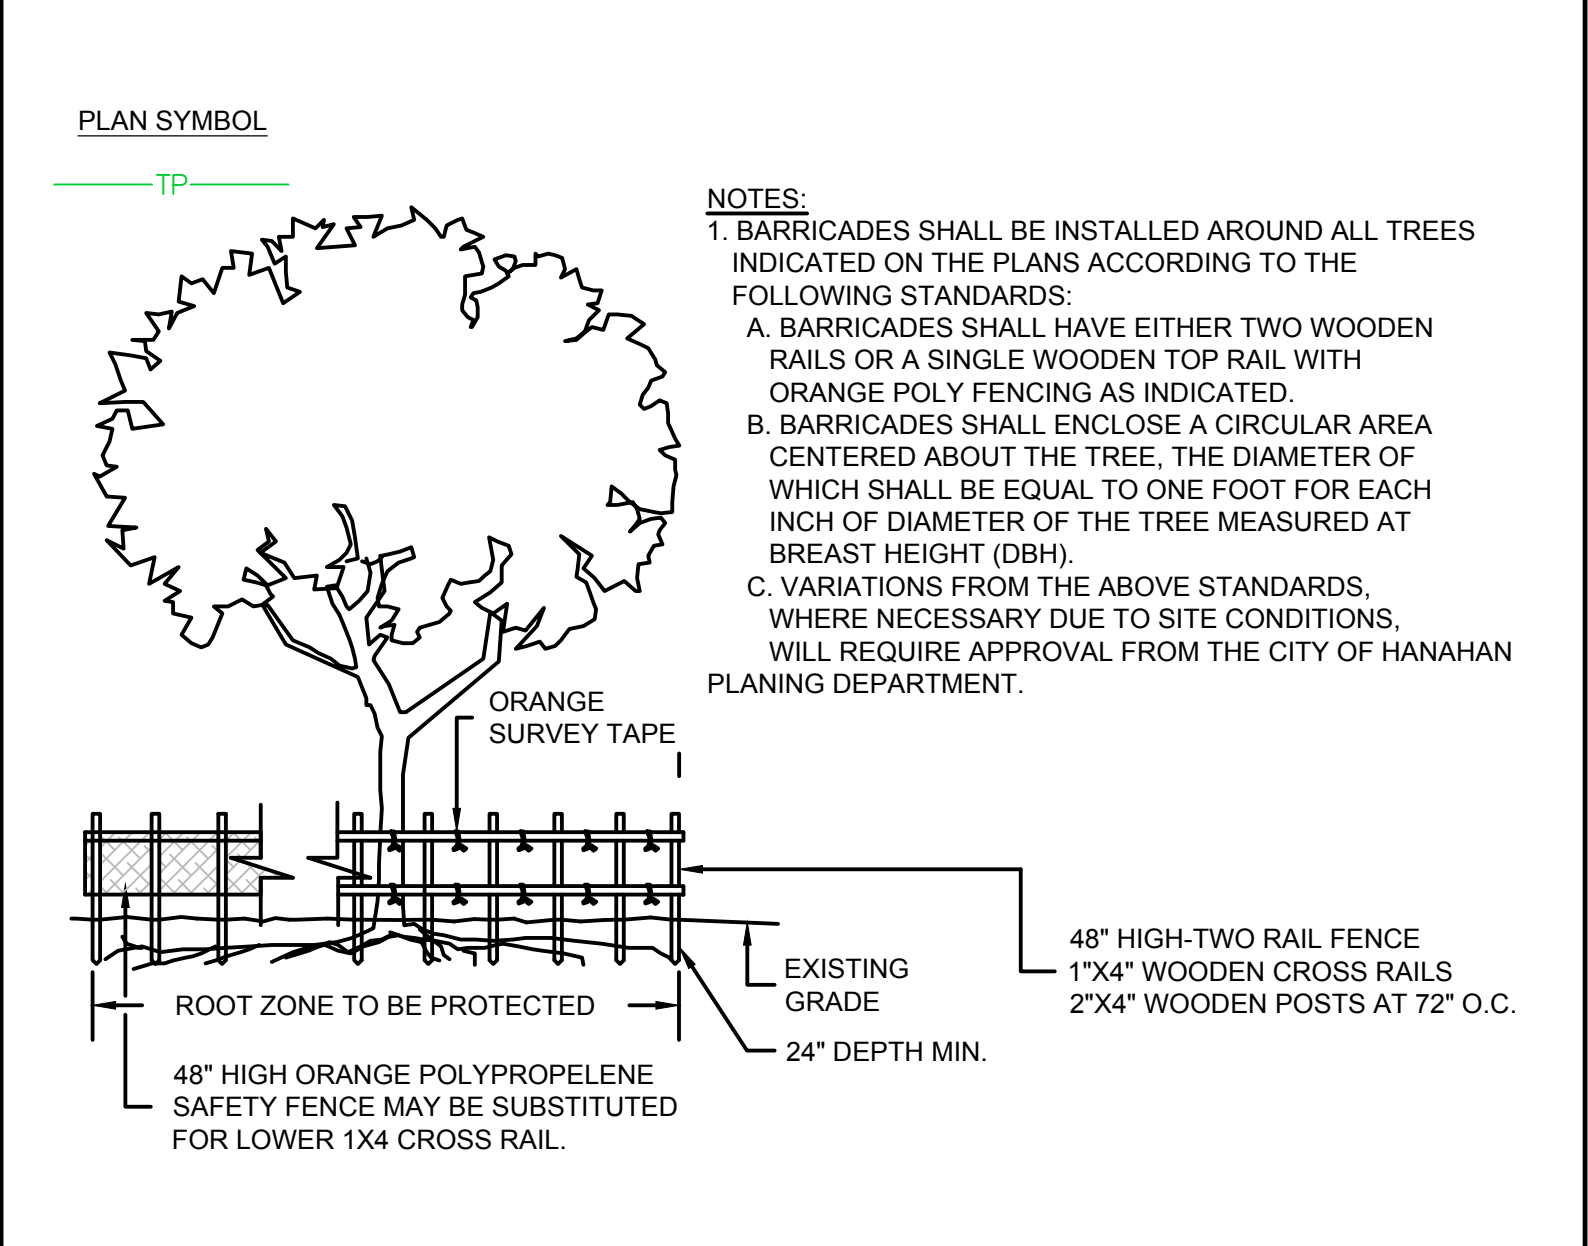 PLAN SYMBOL
TP
NOTES:
1. BARRICADES SHALL BE INSTALLED AROUND ALL TREES
INDICATED ON THE PLANS ACCORDING TO THE
FOLLOWING STANDARDS:
A. BARRICADES SHALL HAVE EITHER TWO WOODEN
RAILS OR A SINGLE WOODEN TOP RAIL WITH
ORANGE POLY FENCING AS INDICATED.
B. BARRICADES SHALL ENCLOSE A CIRCULAR AREA
CENTERED ABOUT THE TREE, THE DIAMETER OF
WHICH SHALL BE EQUAL TO ONE FOOT FOR EACH
INCH OF DIAMETER OF THE TREE MEASURED AT
BREAST HEIGHT (DBH).
C. VARIATIONS FROM THE ABOVE STANDARDS,
WHERE NECESSARY DUE TO SITE CONDITIONS,
WILL REQUIRE APPROVAL FROM THE CITY OF HANAHAN
PLANING DEPARTMENT.
ORANGE
SURVEY TAPE
48" HIGH-TWO RAIL FENCE
1"X4" WOODEN CROSS RAILS
2"X4" WOODEN POSTS AT 72" O.C.
EXISTING
GRADE
ROOT ZONE TO BE PROTECTED
24" DEPTH MIN.
48" HIGH ORANGE POLYPROPELENE
SAFETY FENCE MAY BE SUBSTITUTED
FOR LOWER 1X4 CROSS RAIL.